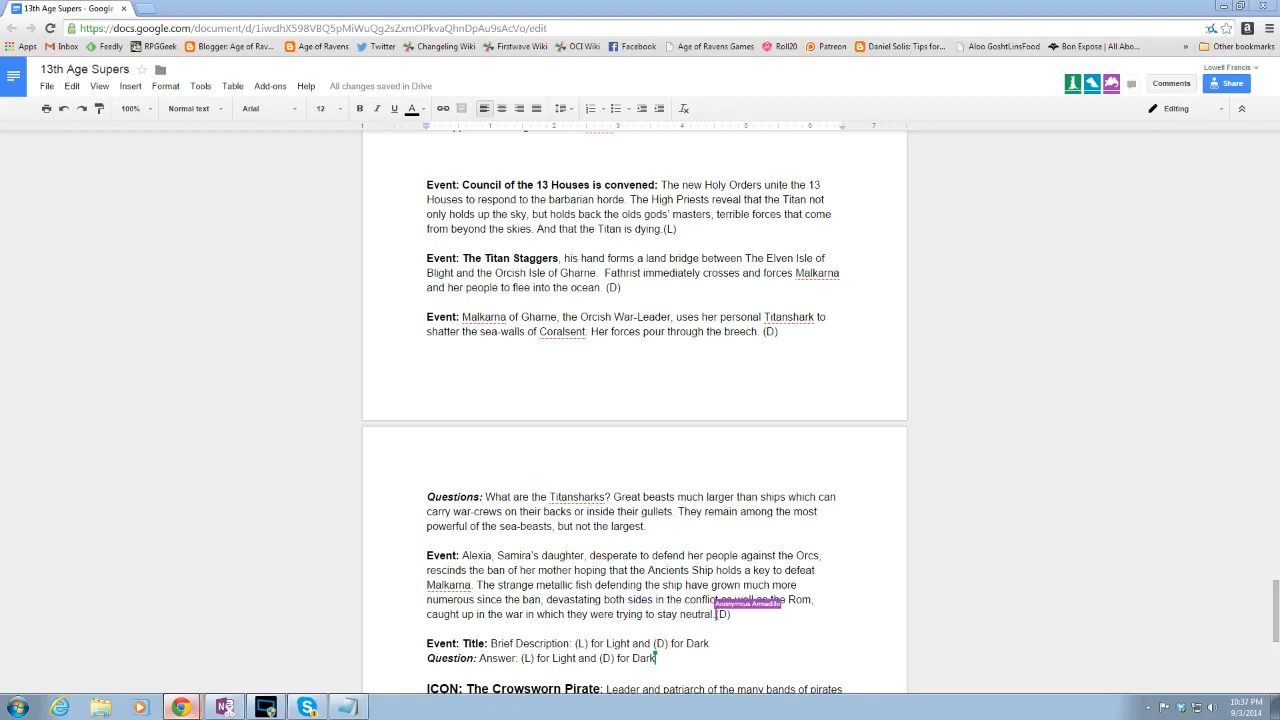 13th Age Supers - Google
https://docs.google.com/document/d/1iwcdhX598VBQ5pMiWuQg2sZxmOPkvaQhnDpAu9sAcVo/edit
Apps Inbox Feedly RPGGeek Blogger: Age of Rav... Age of Ravens Twitter Changeling Wiki Firstwave Wiki OCI Wiki Facebook Age of Ravens Games Roll20 Patreon Daniel Solis: Tips for... Aloo GoshtLinsFood Bon Expose | All Abo... » Other bookmarks
Lowell Francis
13th Age Supers
File Edit View Insert Format Tools Table Add-ons Help All changes saved in Drive
Comments Share
100% Normal text Arial 12 B I U A Editing
1 1 2 3 4 5 6 7
Event: Council of the 13 Houses is convened: The new Holy Orders unite the 13
Houses to respond to the barbarian horde. The High Priests reveal that the Titan not
only holds up the sky, but holds back the olds gods' masters, terrible forces that come
from beyond the skies. And that the Titan is dying.(L)
Event: The Titan Staggers, his hand forms a land bridge between The Elven Isle of
Blight and the Orcish Isle of Gharne. Fathrist immediately crosses and forces Malkarna
and her people to flee into the ocean. (D)
Event: Malkarna of Gharne, the Orcish War-Leader, uses her personal Titanshark to
shatter the sea-walls of Coralsent. Her forces pour through the breech. (D)
Questions: What are the Titansharks? Great beasts much larger than ships which can
carry war-crews on their backs or inside their gullets. They remain among the most
powerful of the sea-beasts, but not the largest.
Event: Alexia, Samira's daughter, desperate to defend her people against the Orcs,
rescinds the ban of her mother hoping that the Ancients Ship holds a key to defeat
Malkarna. The strange metallic fish defending the ship have grown much more
numerous since the ban, devastating both sides in the conflict as well as the Rom,
Anonymous Armadillo
caught up in the war in which they were trying to stay neutral.(D)
Event: Title: Brief Description: (L) for Light and (D) for Dark
Question: Answer: (L) for Light and (D) for Dark
ICON: The Crowsworn Pirate: Leader and patriarch of the many bands of pirates
10:37 PM
9/3/2014